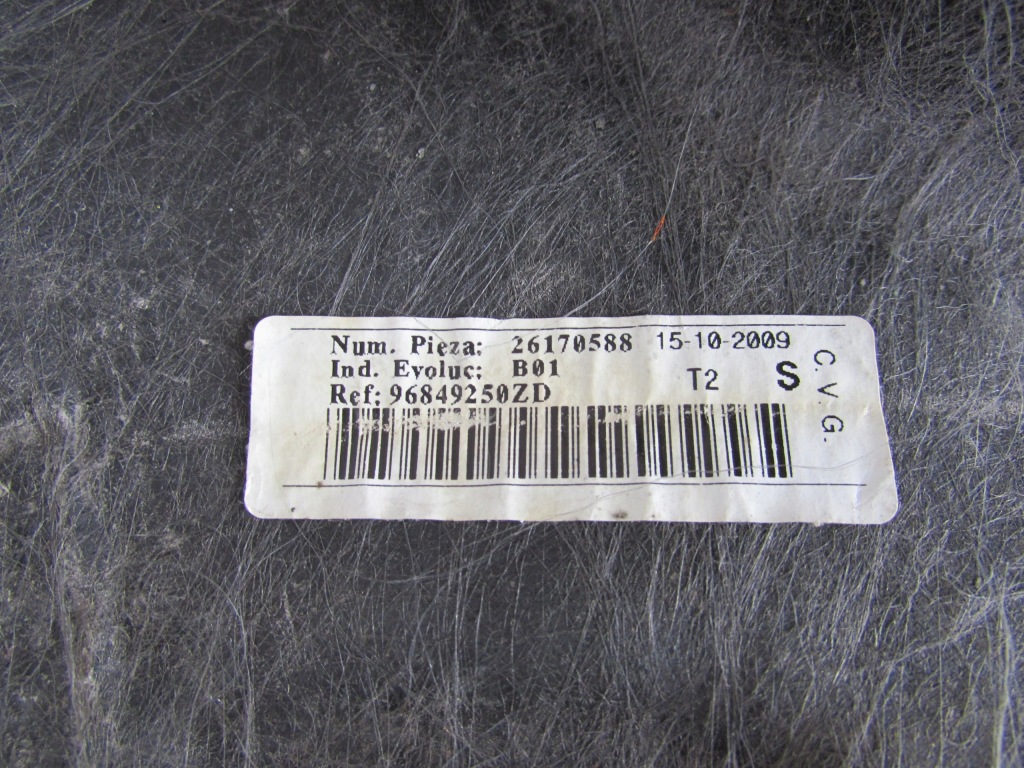 Num. Pieza: 26170588 15-10-2009
Ind. Evoluc: B01 T2 S
Ref: 96849250ZD
C.V.G.